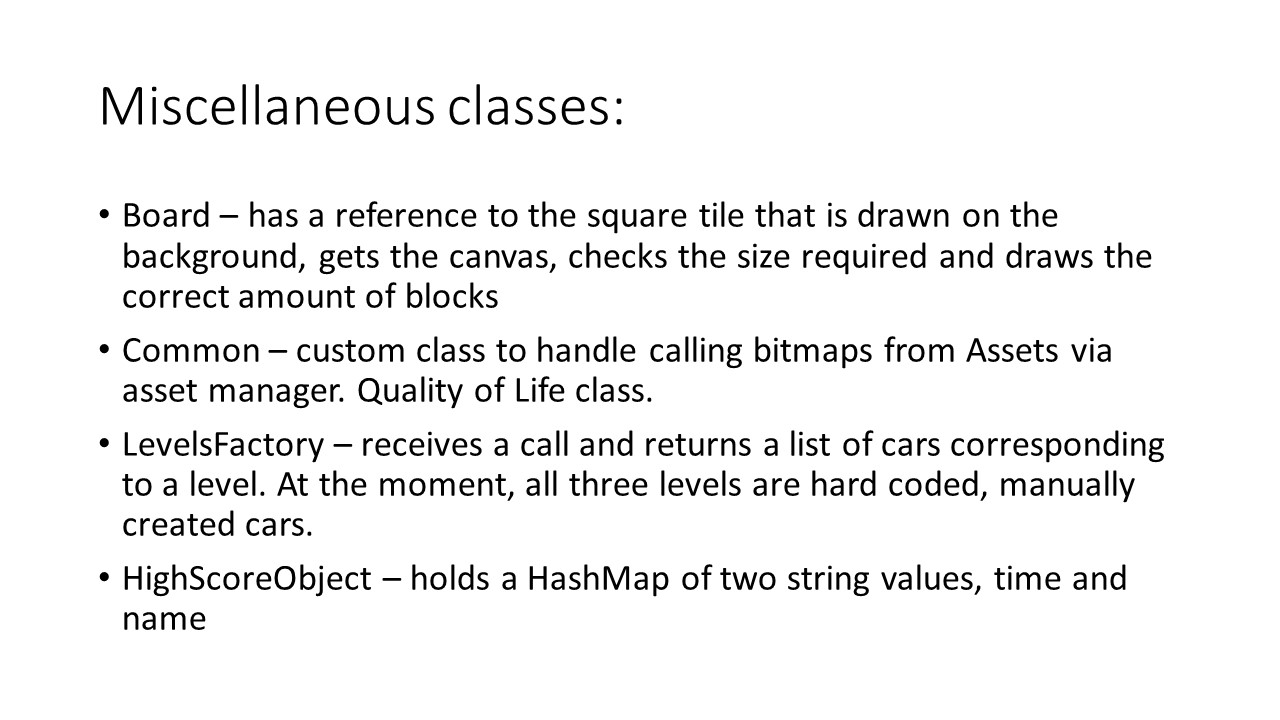 Miscellaneous classes:
• Board – has a reference to the square tile that is drawn on the
background, gets the canvas, checks the size required and draws the
correct amount of blocks
• Common – custom class to handle calling bitmaps from Assets via
asset manager. Quality of Life class.
• LevelsFactory – receives a call and returns a list of cars corresponding
to a level. At the moment, all three levels are hard coded, manually
created cars.
• HighScoreObject – holds a HashMap of two string values, time and
name